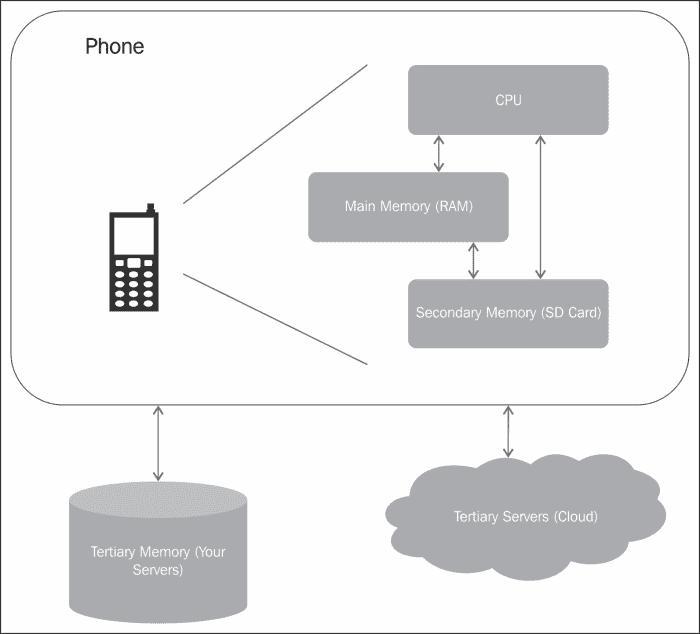 Phone
CPU
Main Memory (RAM)
Secondary Memory (SD Card)
Tertiary Memory (Your
Servers)
Tertiary Servers (Cloud)